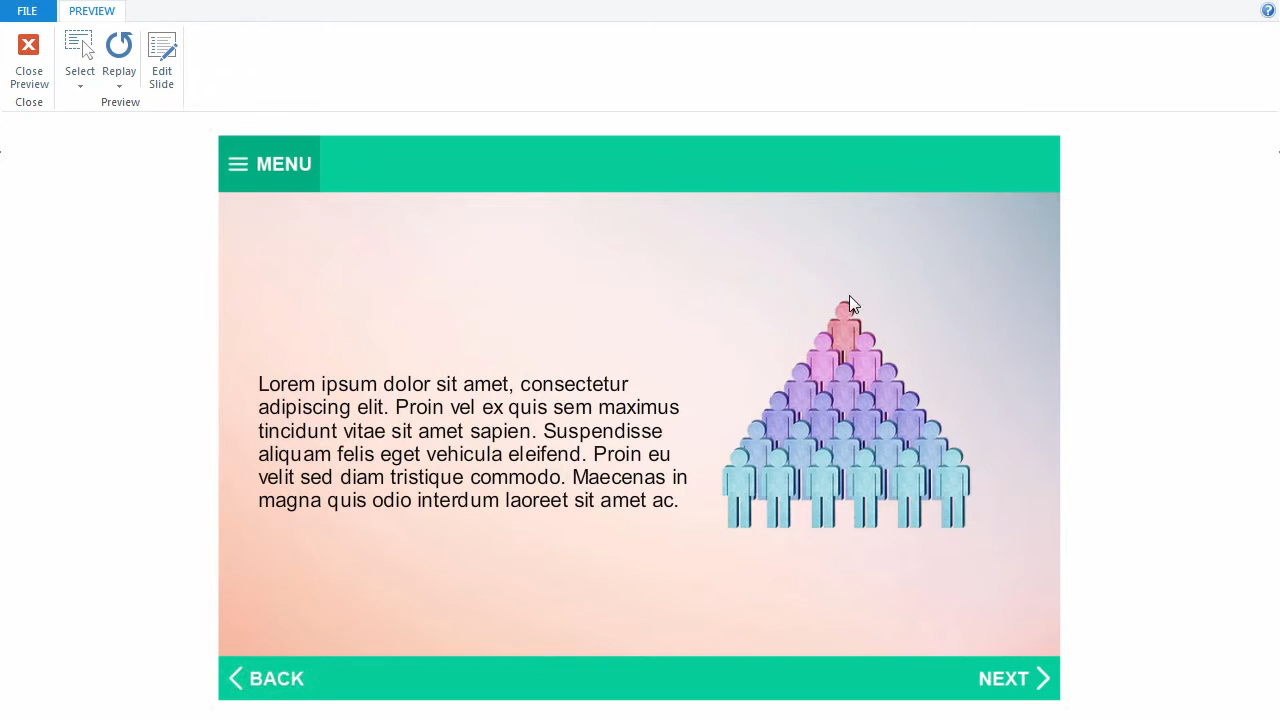 FILE
PREVIEW
?
Close
Preview
Select
Replay
Edit
Slide
Close
Preview
MENU
Lorem ipsum dolor sit amet, consectetur
adipiscing elit. Proin vel ex quis sem maximus
tincidunt vitae sit amet sapien. Suspendisse
aliquam felis eget vehicula eleifend. Proin eu
velit sed diam tristique commodo. Maecenas in
magna quis odio interdum laoreet sit amet ac.
BACK
NEXT